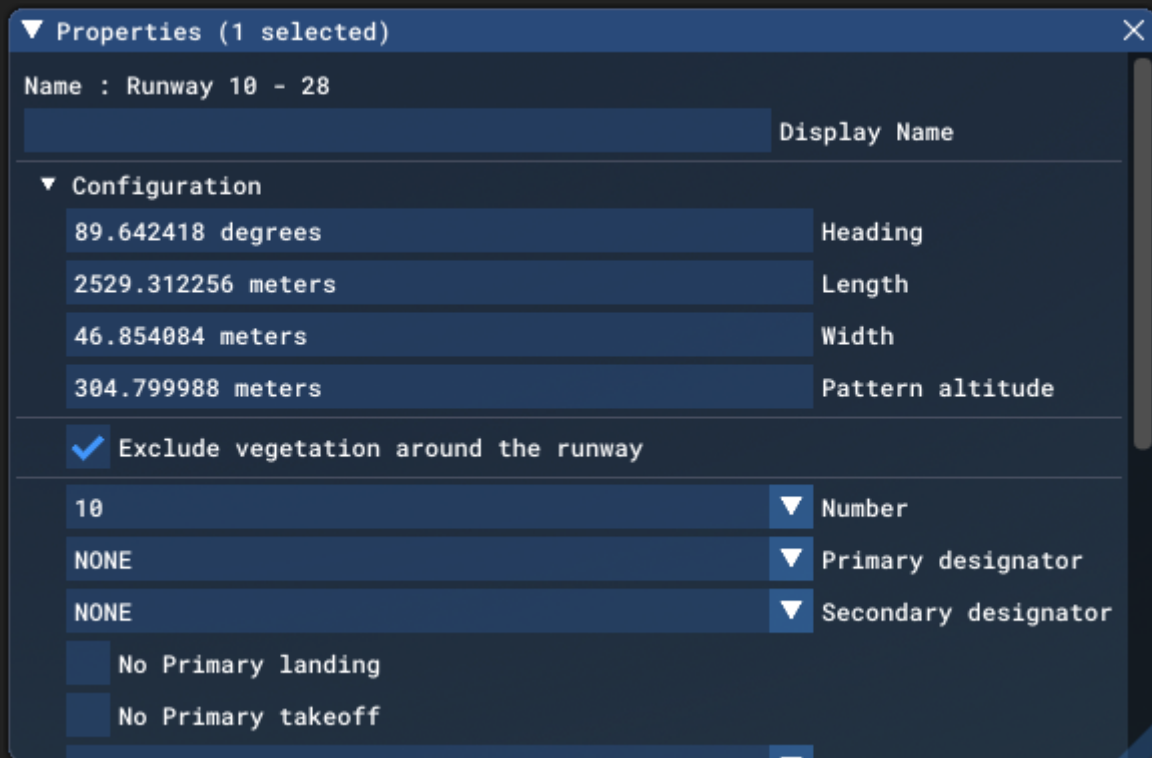 Properties (1 selected)
Name : Runway 10 - 28
Display Name
Configuration
89.642418 degrees Heading
2529.312256 meters Length
46.854084 meters Width
304.799988 meters Pattern altitude
Exclude vegetation around the runway
10 Number
NONE Primary designator
NONE Secondary designator
No Primary landing
No Primary takeoff